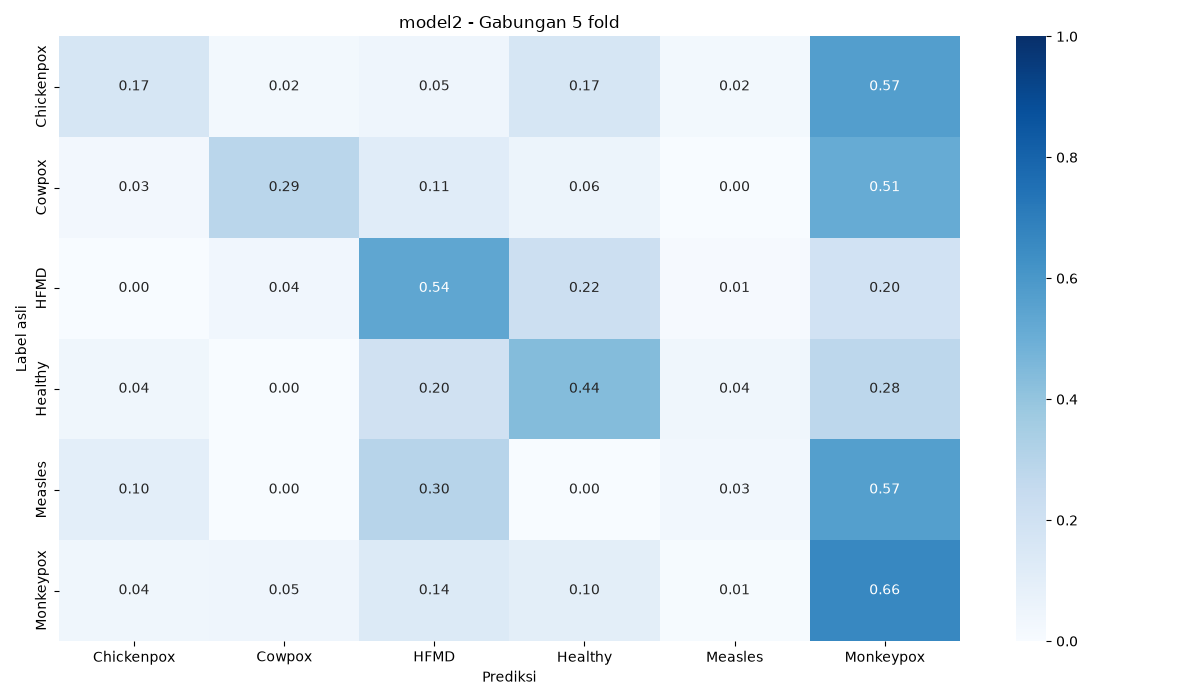 model2 - Gabungan 5 fold
Label asli
Chickenpox 0.17 0.02 0.05 0.17 0.02 0.57
Cowpox 0.03 0.29 0.11 0.06 0.00 0.51
HFMD 0.00 0.04 0.54 0.22 0.01 0.20
Healthy 0.04 0.00 0.20 0.44 0.04 0.28
Measles 0.10 0.00 0.30 0.00 0.03 0.57
Monkeypox 0.04 0.05 0.14 0.10 0.01 0.66
Chickenpox Cowpox HFMD Healthy Measles Monkeypox
Prediksi
1.0
0.8
0.6
0.4
0.2
0.0